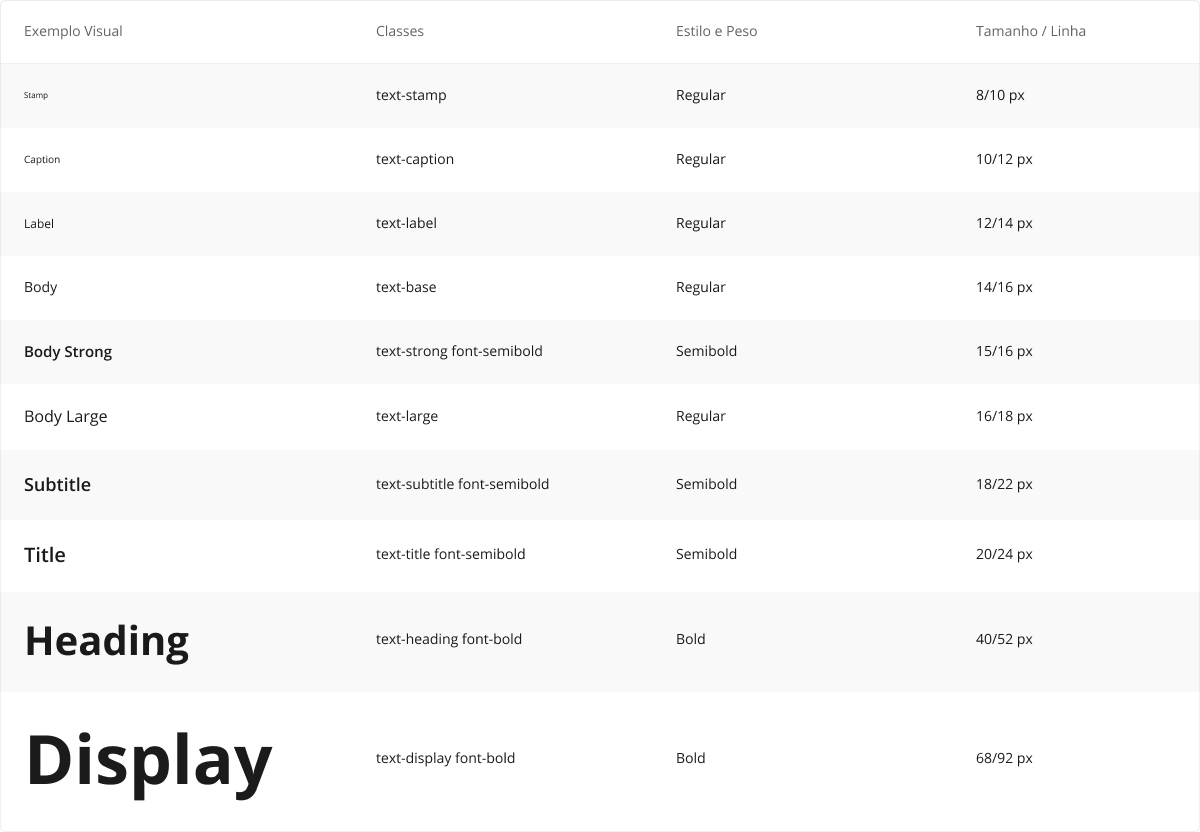 Exemplo Visual Classes Estilo e Peso Tamanho / Linha
Stamp text-stamp Regular 8/10 px
Caption text-caption Regular 10/12 px
Label text-label Regular 12/14 px
Body text-base Regular 14/16 px
Body Strong text-strong font-semibold Semibold 15/16 px
Body Large text-large Regular 16/18 px
Subtitle text-subtitle font-semibold Semibold 18/22 px
Title text-title font-semibold Semibold 20/24 px
Heading text-heading font-bold Bold 40/52 px
Display text-display font-bold Bold 68/92 px